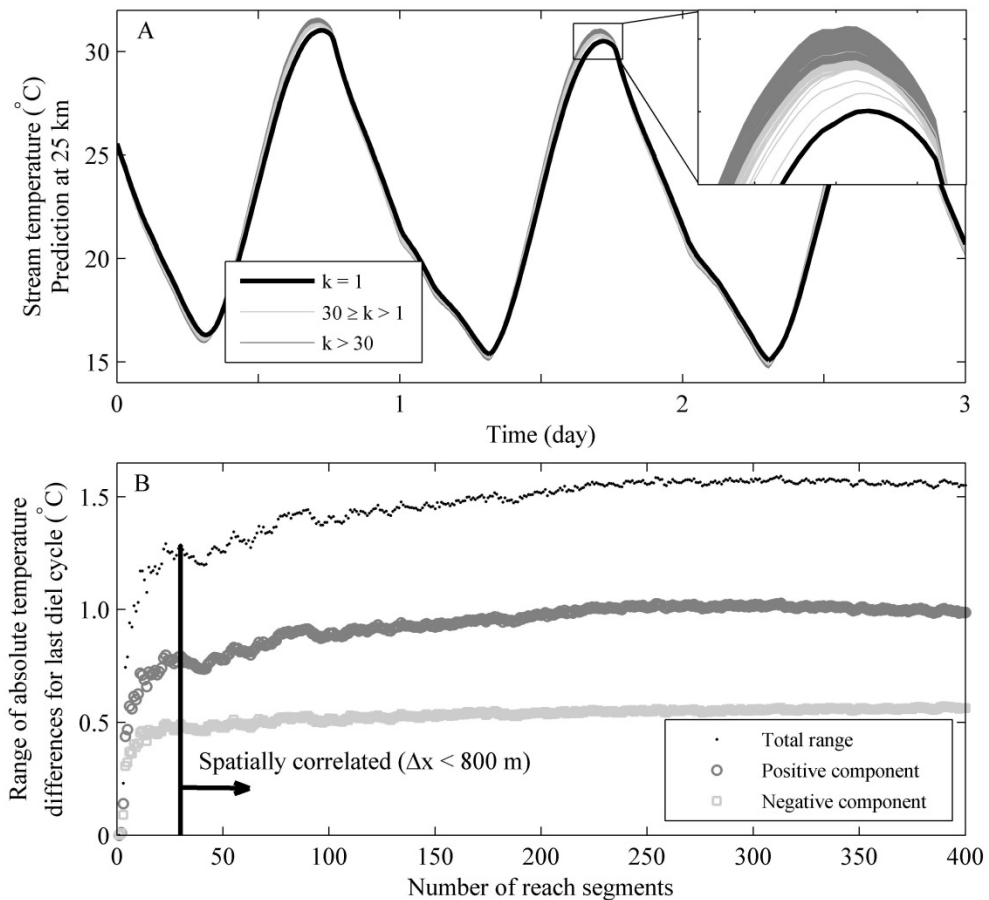 A
Stream temperature (°C)
Prediction at 25 km
30
25
20
15
k = 1
30 ≥ k > 1
k > 30
0
1
2
3
Time (day)
B
Range of absolute temperature
differences for last diel cycle (°C)
1.5
1.0
0.5
0
Spatially correlated (Δx < 800 m)
Total range
Positive component
Negative component
0
50
100
150
200
250
300
350
400
Number of reach segments